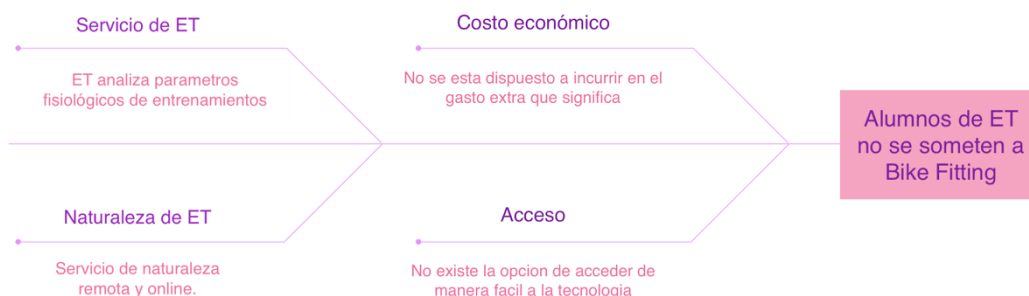 Servicio de ET
ET analiza parametros
fisiológicos de entrenamientos
Costo económico
No se esta dispuesto a incurrir en el
gasto extra que significa
Alumnos de ET
no se someten a
Bike Fitting
Naturaleza de ET
Servicio de naturaleza
remota y online.
Acceso
No existe la opcion de acceder de
manera facil a la tecnologia